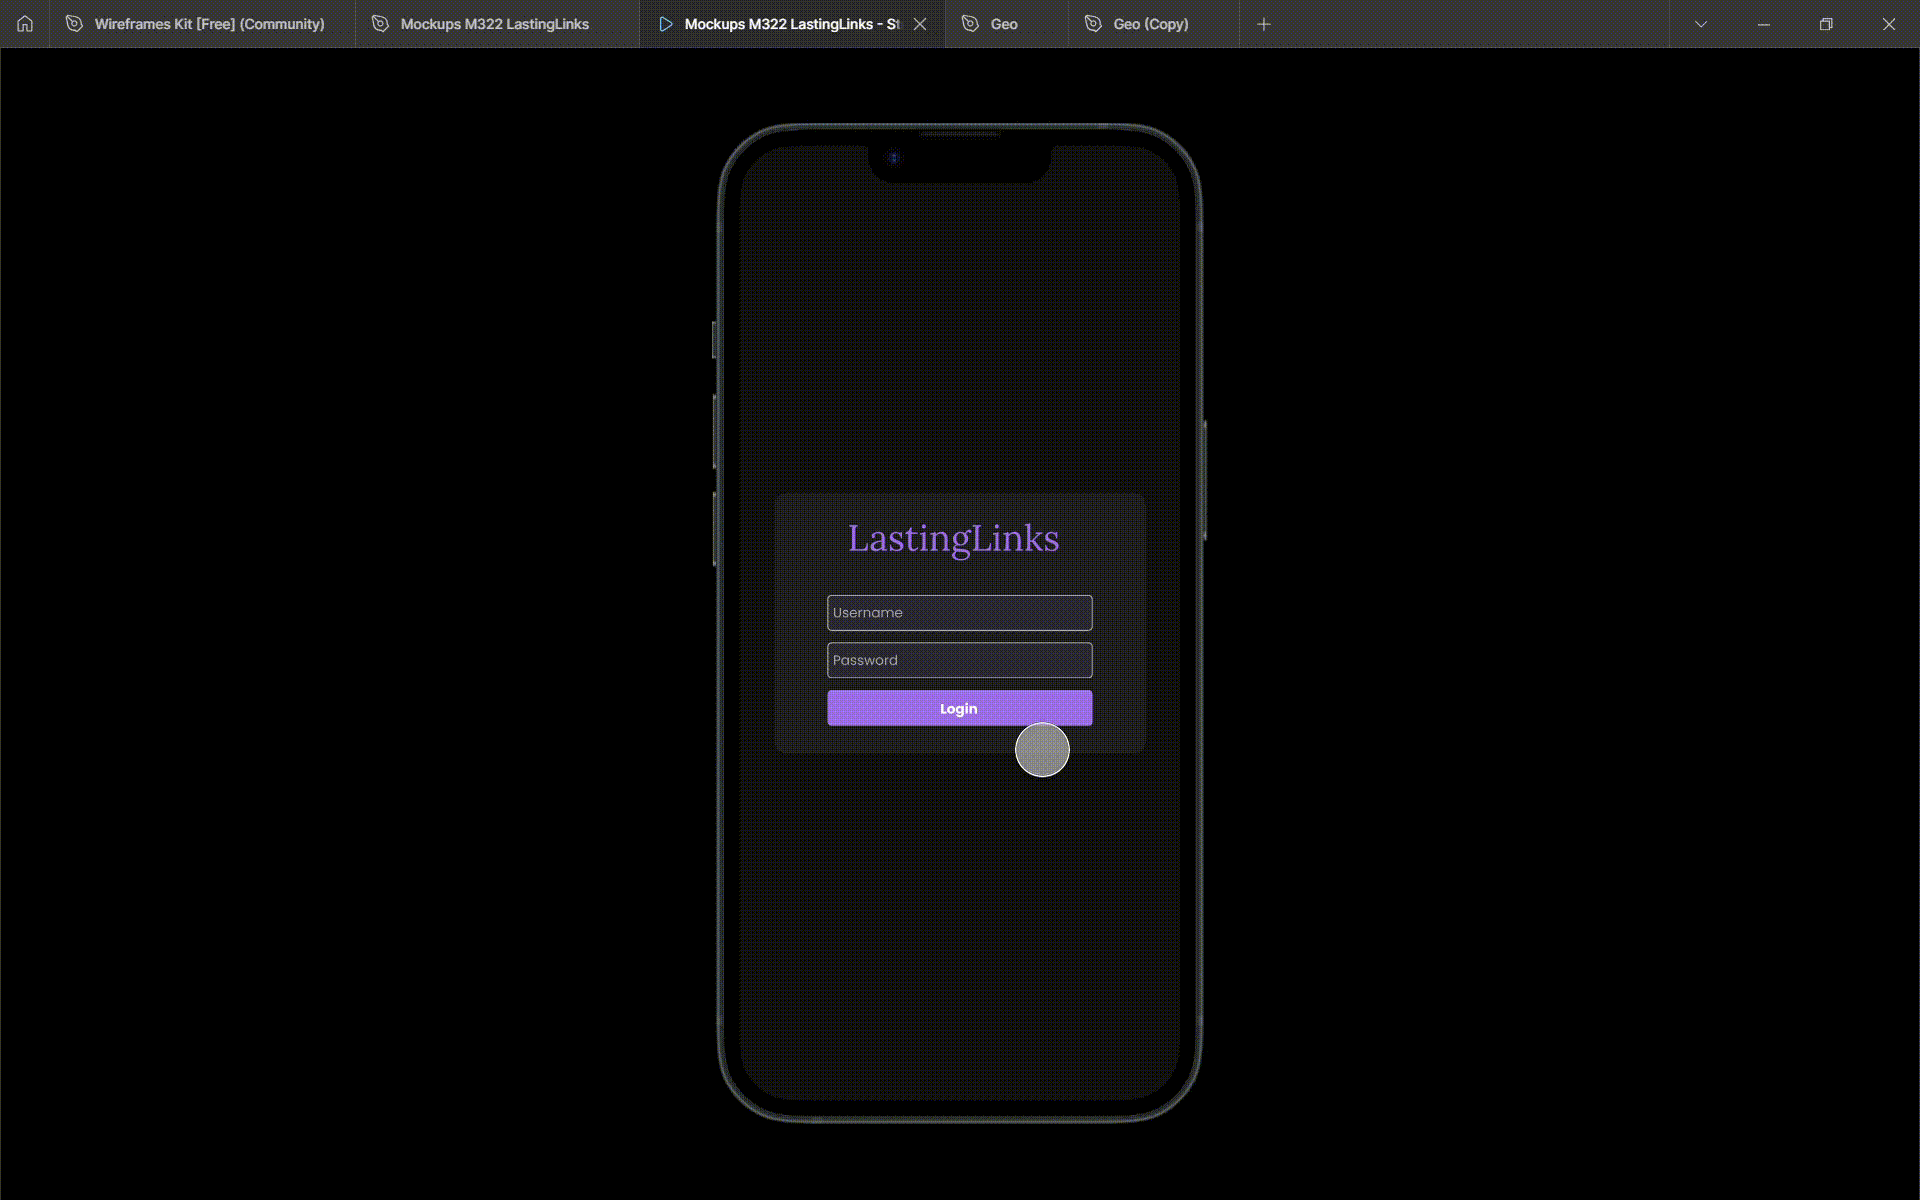 Wireframes Kit [Free] (Community)
Mockups M322 LastingLinks
Mockups M322 LastingLinks - St
Geo
Geo (Copy)
LastingLinks
Username
Password
Login